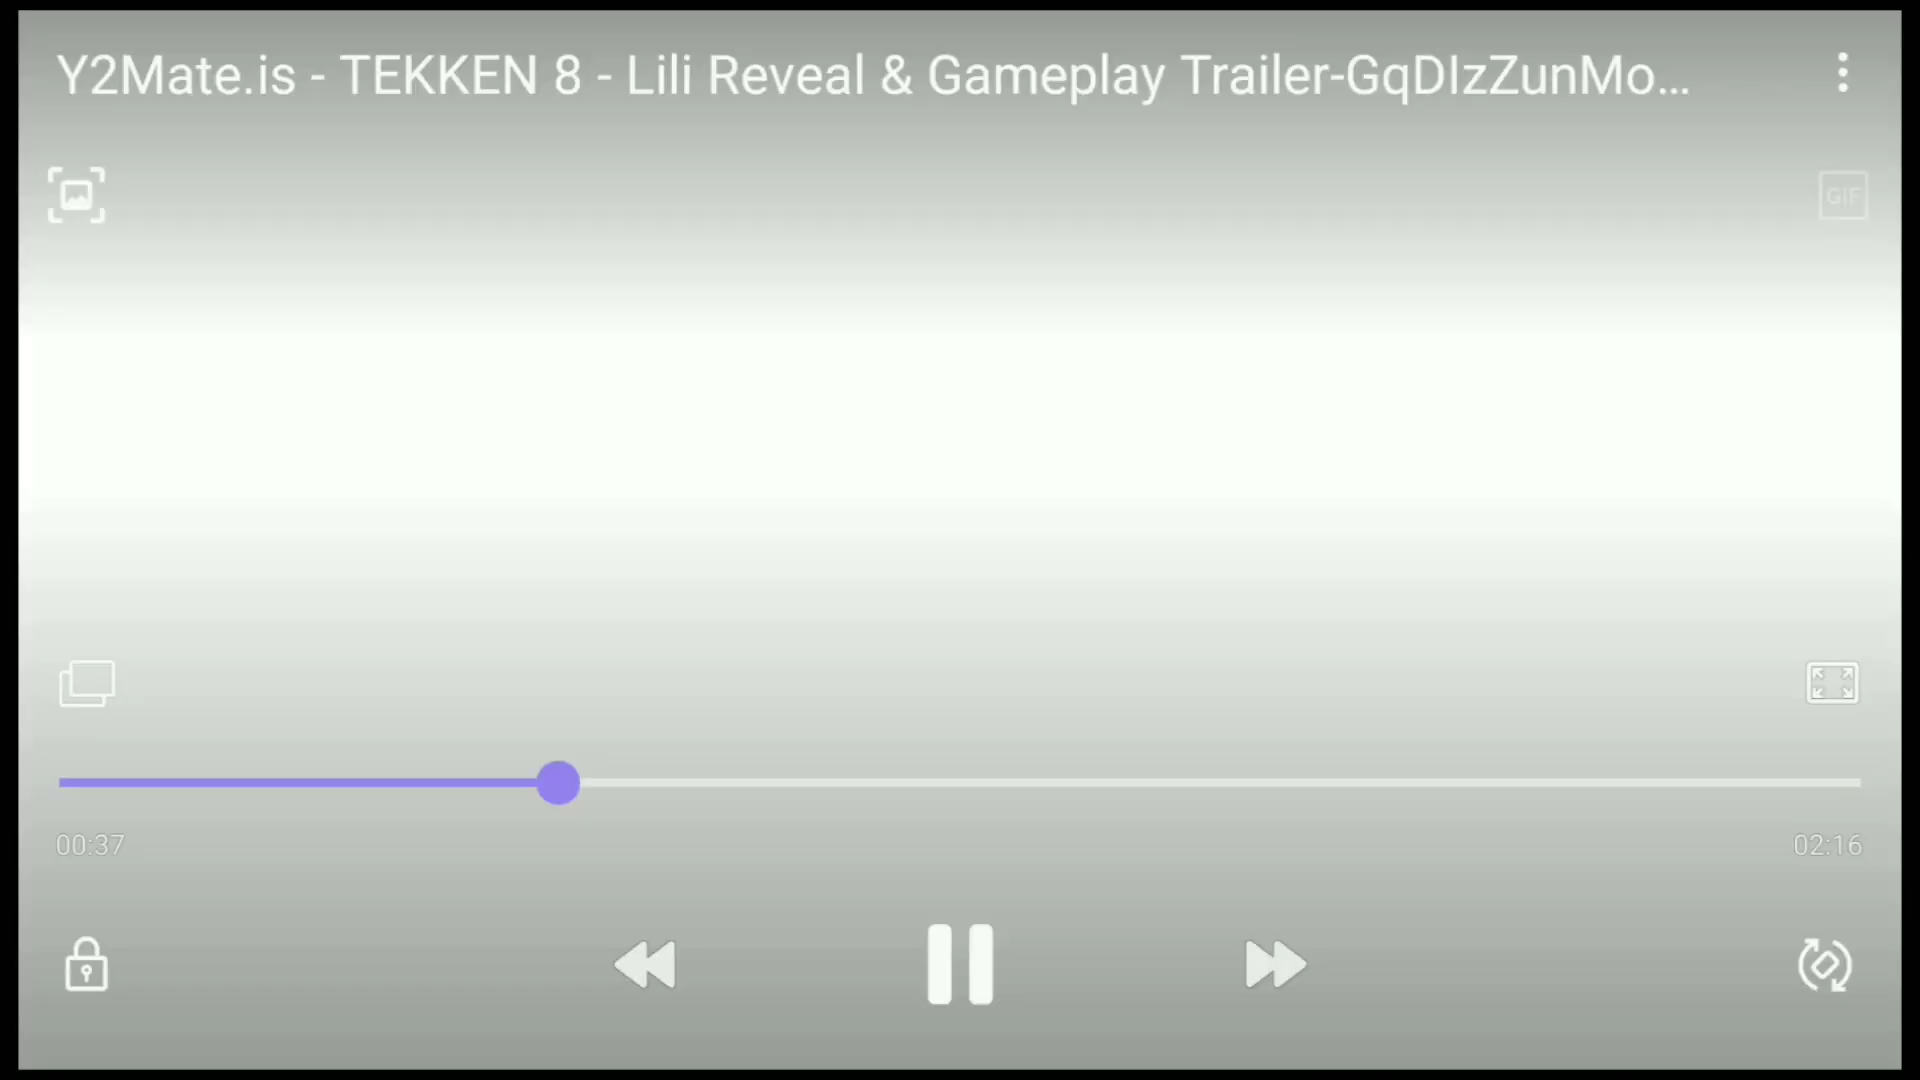 Y2Mate.is - TEKKEN 8 - Lili Reveal & Gameplay Trailer-GqDIzZunMo...
GIF
00:37
02:16